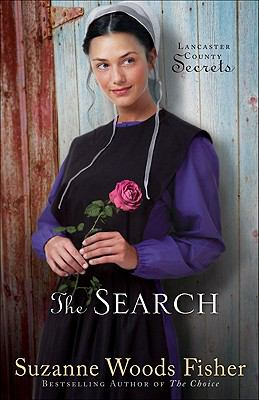 LANCASTER
COUNTY
Secrets
The SEARCH
Suzanne Woods Fisher
BESTSELLING AUTHOR OF The Choice